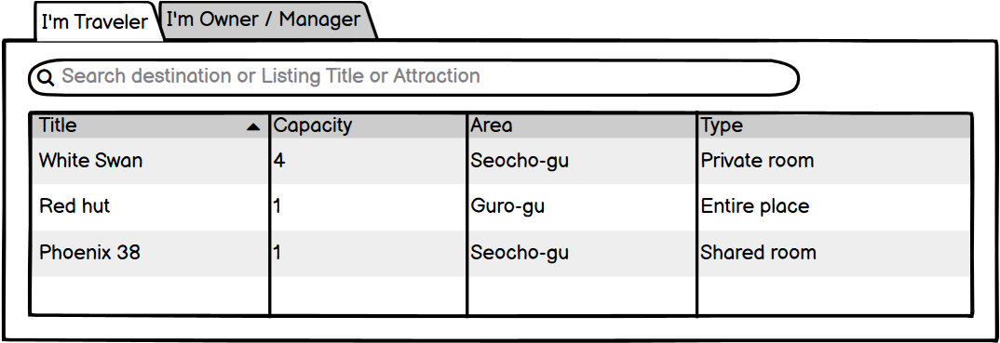 I'm Traveler I'm Owner / Manager
Search destination or Listing Title or Attraction
Title Capacity Area Type
White Swan 4 Seocho-gu Private room
Red hut 1 Guro-gu Entire place
Phoenix 38 1 Seocho-gu Shared room